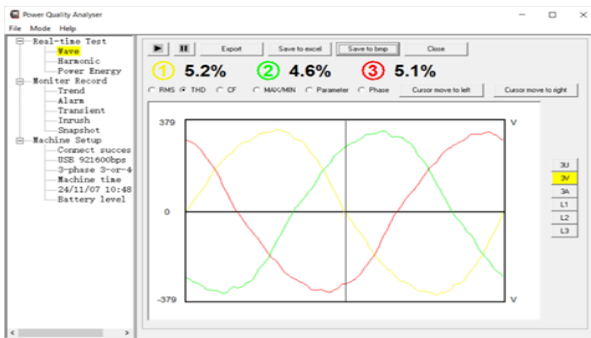 Power Quality Analyser
File Mode Help
Real-time Test
Wave
Harmonic
Power Energy
Moniter Record
Trend
Alarm
Transient
Inrush
Snapshot
Machine Setup
Connect succes
USB 921600bps
3-phase 3-or-4
Machine time
24/11/07 10:48
Battery level
Export Save to excel Save to bmp Close
1 5.2% 2 4.6% 3 5.1%
RMS THD CF MAX/MIN Parameter Phase Cursor move to left Cursor move to right
379 V
0
-379 V
3U
3V
3A
L1
L2
L3